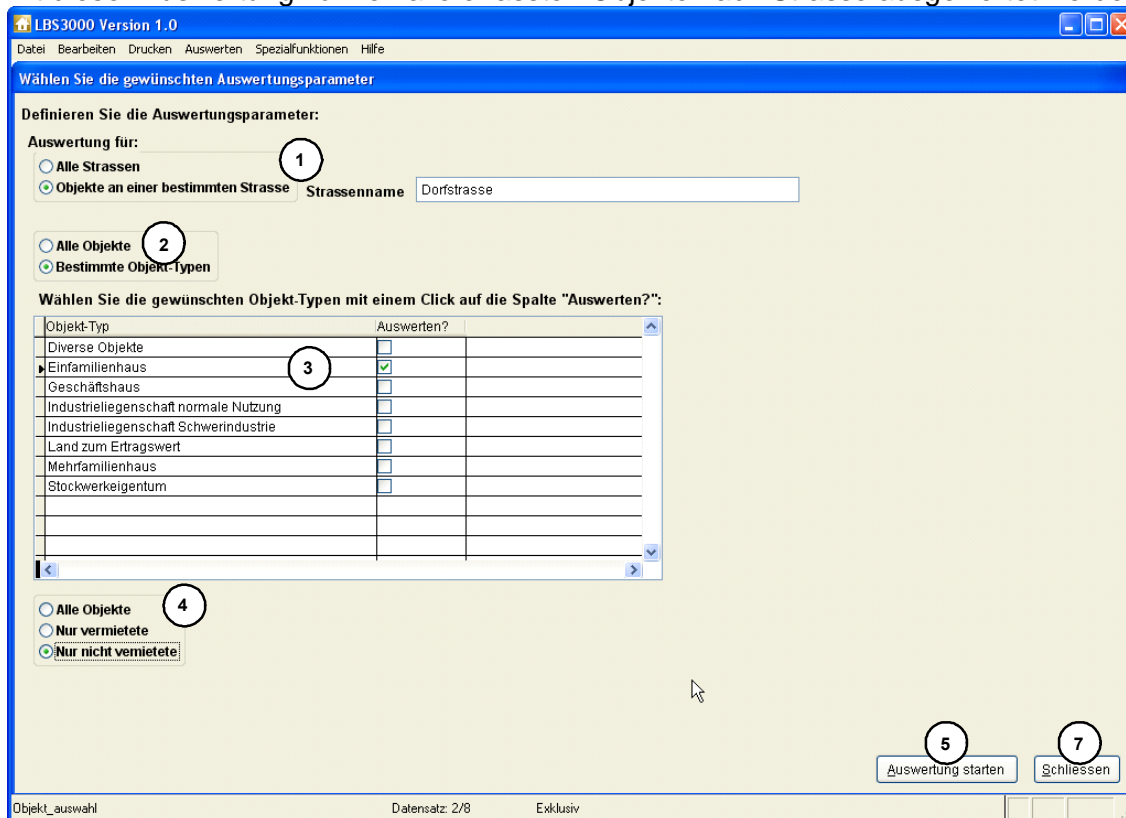 LBS3000 Version 1.0
Datei Bearbeiten Drucken Auswerten Spezialfunktionen Hilfe
Wählen Sie die gewünschten Auswertungsparameter
Definieren Sie die Auswertungsparameter:
Auswertung für:
1
Alle Strassen
Objekte an einer bestimmten Strasse Strassenname Dorfstrasse
Alle Objekte 2
Bestimmte Objekt-Typen
Wählen Sie die gewünschten Objekt-Typen mit einem Click auf die Spalte "Auswerten?":
Objekt-Typ Auswerten?
Diverse Objekte
Einfamilienhaus 3
Geschäftshaus
Industrieliegenschaft normale Nutzung
Industrieliegenschaft Schwerindustrie
Land zum Ertragswert
Mehrfamilienhaus
Stockwerkeigentum
Alle Objekte 4
Nur vermietete
Nur nicht vemietete
5 7
Auswertung starten Schliessen
Objekt_auswahl Datensatz: 2/8 Exklusiv